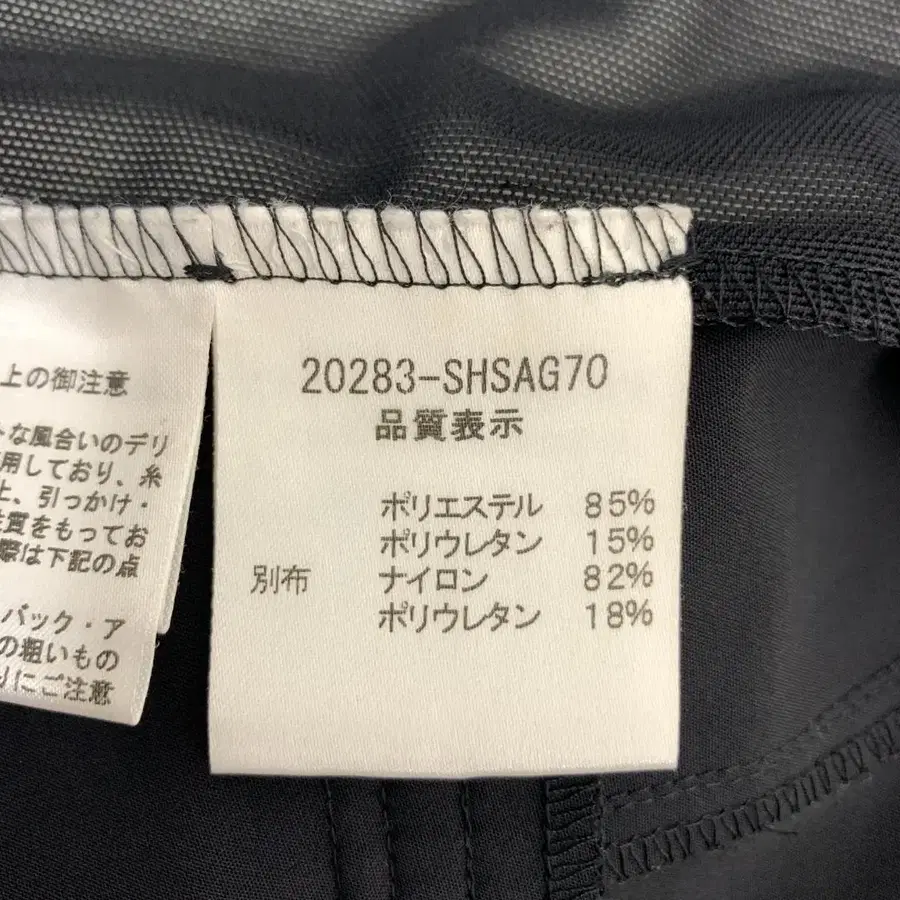 上の御注意
な風合いのデリ
用しており、糸
上、引っかけ・
質をもってお
際は下記の点
バック・ア
の粗いもの
りにご注意
20283-SHSAG70
品質表示
ポリエステル 85%
ポリウレタン 15%
別布 ナイロン 82%
ポリウレタン 18%